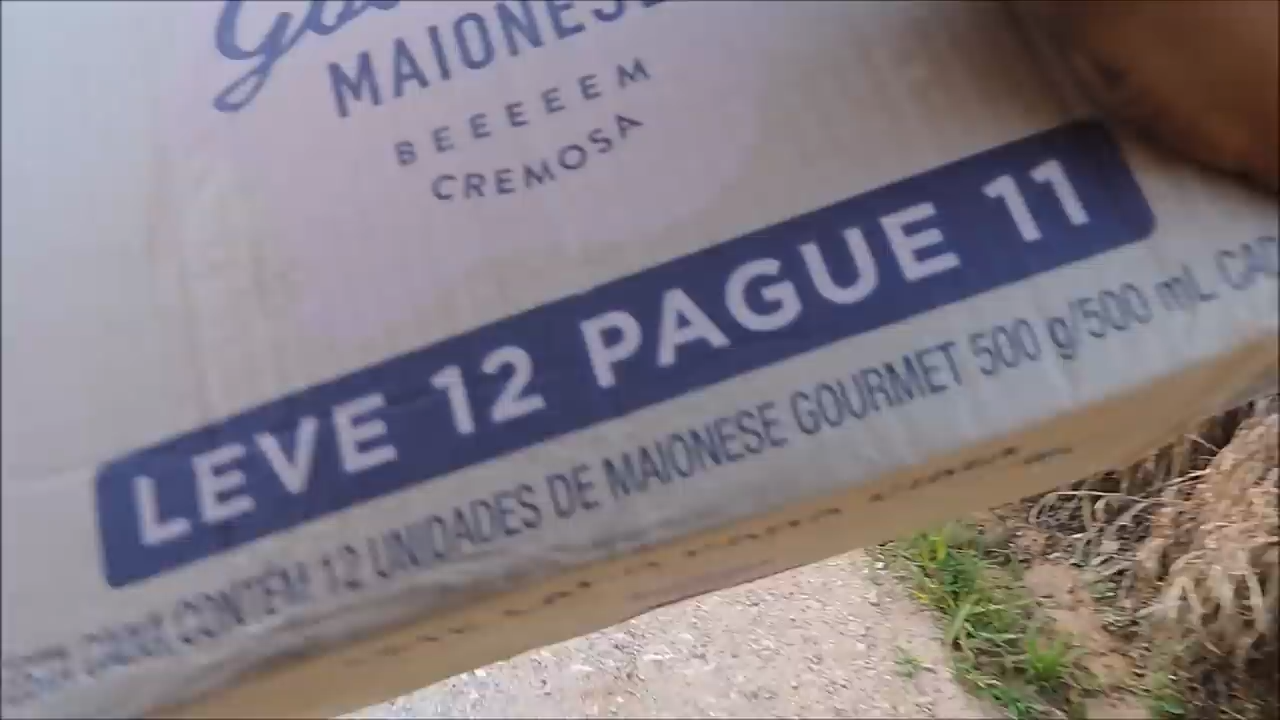 MAIONESE
BEEEEEM
CREMOSA
LEVE 12 PAGUE 11
CONTÉM 12 UNIDADES DE MAIONESE GOURMET 500 g/500 mL